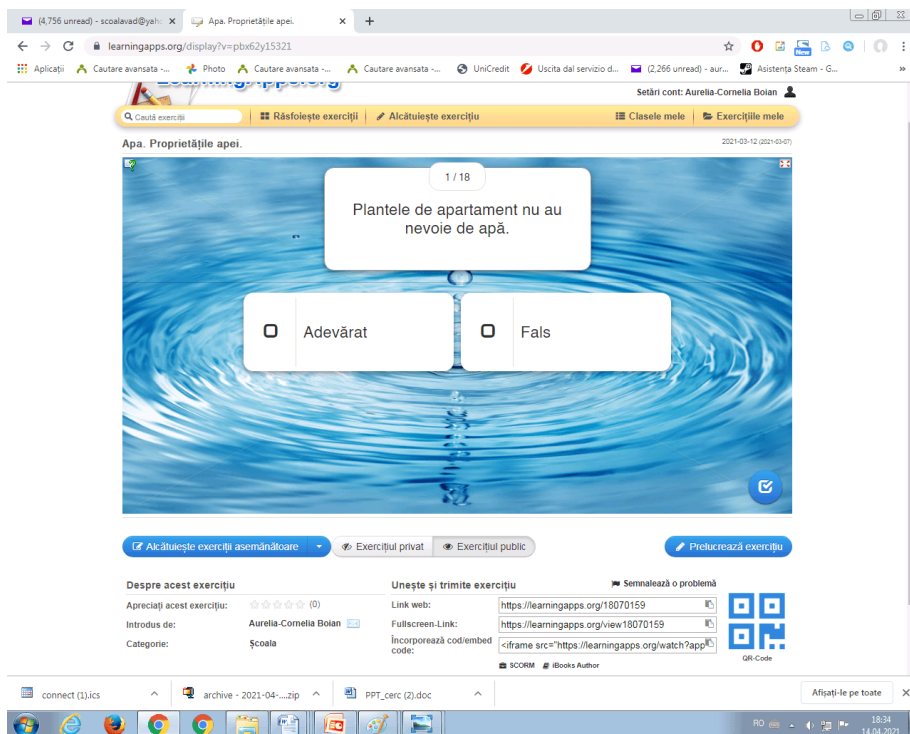 (4,756 unread) - scoalavad@yah
Apa. Proprietățile apei.
learningapps.org/display?v=pbx62y15321
New
Aplicații
Cautare avansata -...
Photo
Cautare avansata -...
Cautare avansata -...
UniCredit
Uscita dal servizio d...
(2,266 unread) - aur...
Asistența Steam - G...
»
Setări cont: Aurelia-Cornelia Boian
Caută exerciții
Răsfoiește exerciții
Alcătuiește exercițiu
Clasele mele
Exercițiile mele
Apa. Proprietățile apei.
2021-03-12 (2021-03-07)
1 / 18
Plantele de apartament nu au
nevoie de apă.
Adevărat
Fals
Alcătuiește exerciții asemănătoare
Exercițiul privat
Exercițiul public
Prelucrează exercițiu
Despre acest exercițiu
Apreciați acest exercițiu: (0)
Introdus de: Aurelia-Cornelia Boian
Categorie: Școala
Unește și trimite exercițiu
Semnalează o problemă
Link web: https://learningapps.org/18070159
Fullscreen-Link: https://learningapps.org/view18070159
Încorporează cod/embed
code: <iframe src="https://learningapps.org/watch?app
SCORM
iBooks Author
QR-Code
connect (1).ics
archive - 2021-04-....zip
PPT_cerc (2).doc
Afișați-le pe toate
RO
18:34
14.04.2021